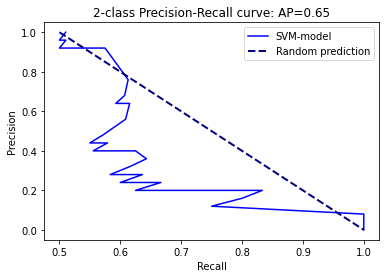 2-class Precision-Recall curve: AP=0.65
SVM-model
Random prediction
Precision
1.0
0.8
0.6
0.4
0.2
0.0
0.5 0.6 0.7 0.8 0.9 1.0
Recall